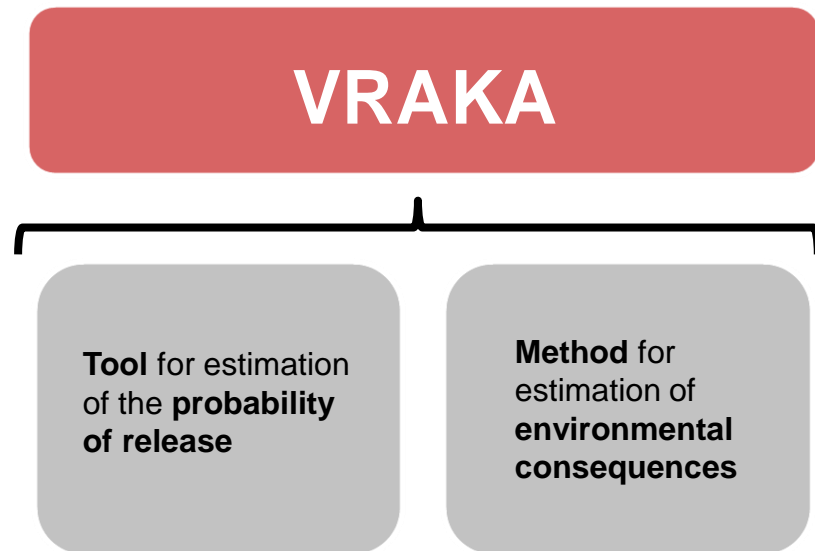 VRAKA
Tool for estimation
of the probability
of release
Method for
estimation of
environmental
consequences